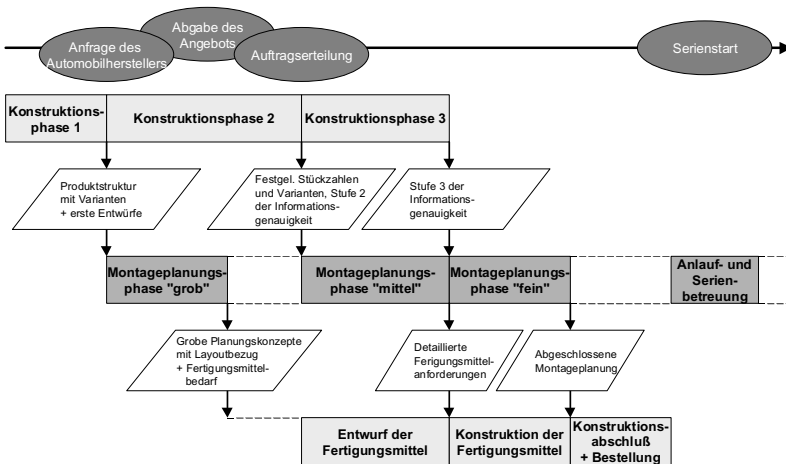 Abgabe des
Angebots
Anfrage des
Automobilherstellers
Auftragserteilung
Serienstart
Konstruktions-
phase 1
Konstruktionsphase 2
Konstruktionsphase 3
Produktstruktur
mit Varianten
+ erste Entwürfe
Festgel. Stückzahlen
und Varianten, Stufe 2
der Informations-
genauigkeit
Stufe 3 der
Informations-
genauigkeit
Montageplanungs-
phase "grob"
Montageplanungs-
phase "mittel"
Montageplanungs-
phase "fein"
Anlauf- und
Serien-
betreuung
Grobe Planungskonzepte
mit Layoutbezug
+ Fertigungsmittel-
bedarf
Detaillierte
Ferigungsmittel-
anforderungen
Abgeschlossene
Montageplanung
Entwurf der
Fertigungsmittel
Konstruktion der
Fertigungsmittel
Konstruktions-
abschluß
+ Bestellung